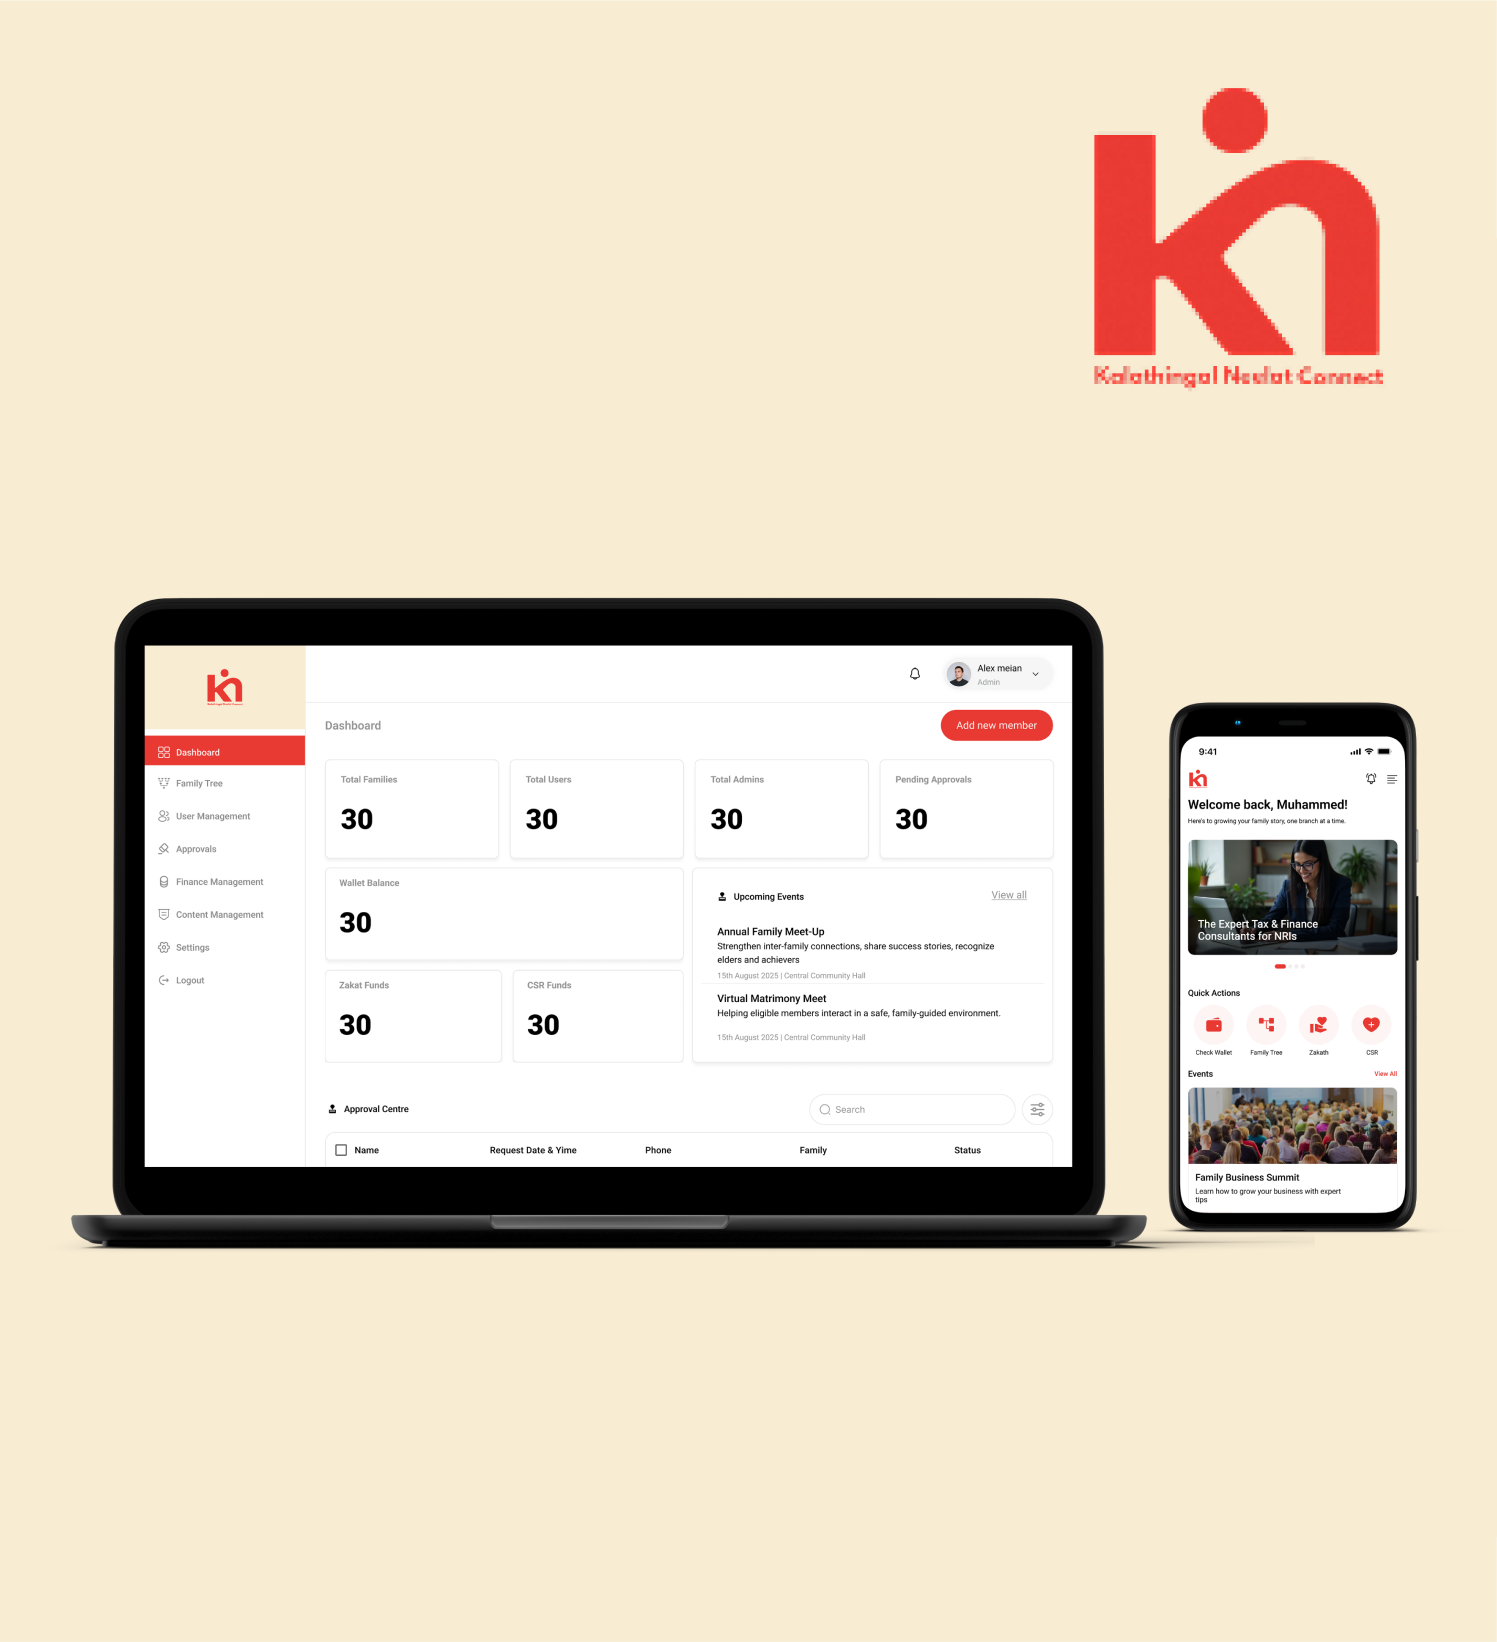 Kalathingal Neelat Connect
Alex meian
Admin
Dashboard
Add new member
Dashboard
Family Tree
User Management
Approvals
Finance Management
Content Management
Settings
Logout
Total Families
30
Total Users
30
Total Admins
30
Pending Approvals
30
Wallet Balance
30
Zakat Funds
30
CSR Funds
30
Upcoming Events
View all
Annual Family Meet-Up
Strengthen inter-family connections, share success stories, recognize
elders and achievers
15th August 2025 | Central Community Hall
Virtual Matrimony Meet
Helping eligible members interact in a safe, family-guided environment.
15th August 2025 | Central Community Hall
Approval Centre
Search
Name
Request Date & Yime
Phone
Family
Status
9:41
Welcome back, Muhammed!
Here's to growing your family story, one branch at a time.
The Expert Tax & Finance
Consultants for NRIs
Quick Actions
Check Wallet
Family Tree
Zakath
CSR
Events
View All
Family Business Summit
Learn how to grow your business with expert
tips